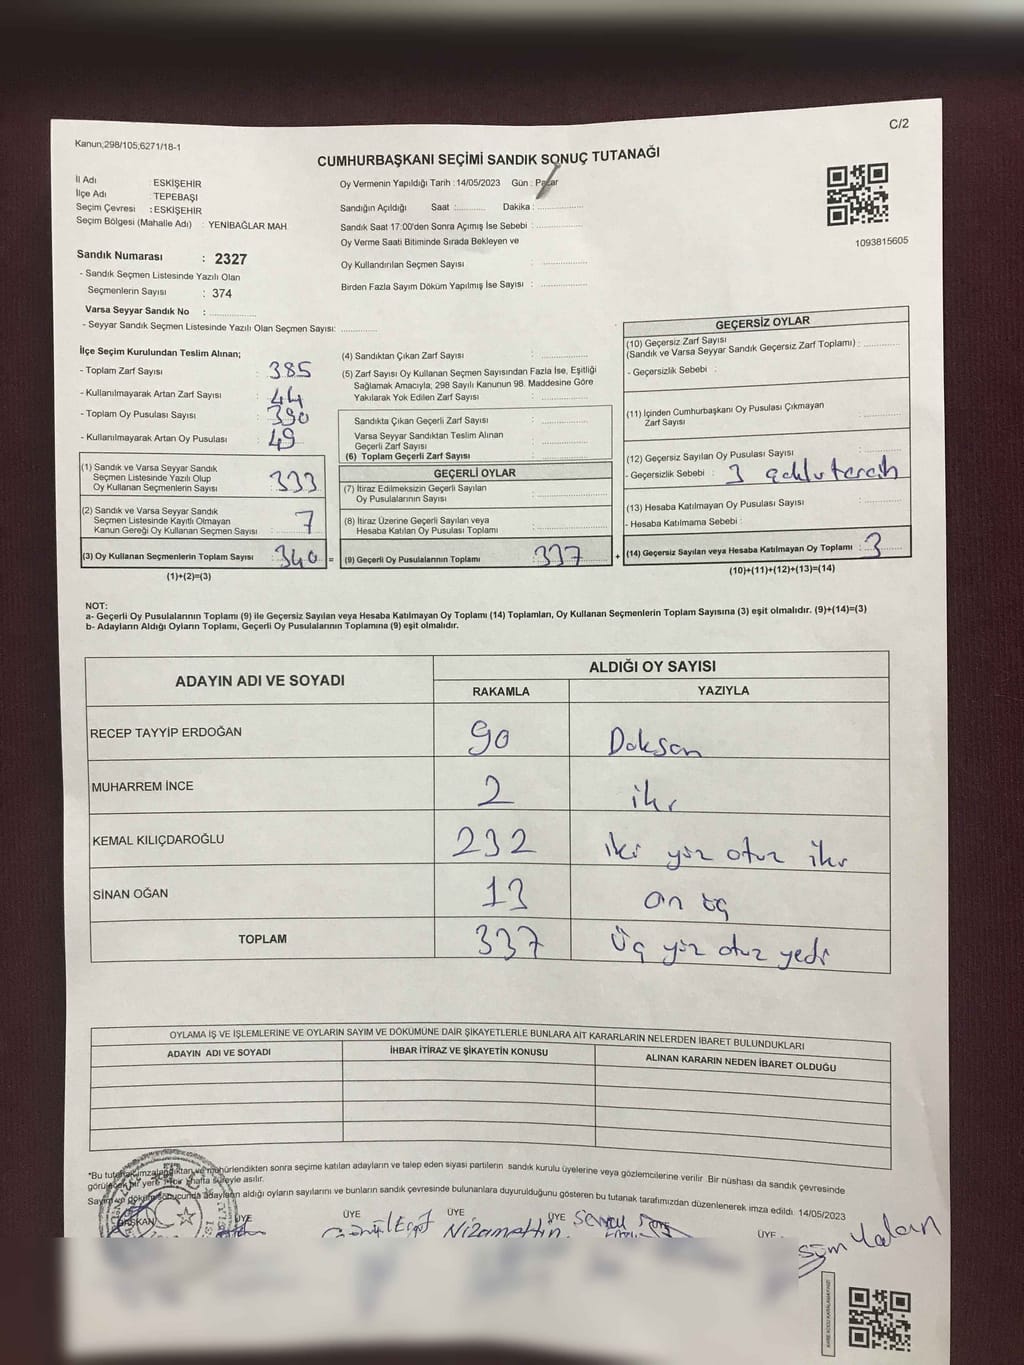 Kanun;298/105;6271/18-1
C/2
CUMHURBAŞKANI SEÇİMİ SANDIK SONUÇ TUTANAĞI
İl Adı : ESKİŞEHİR
İlçe Adı : TEPEBAŞI
Seçim Çevresi : ESKİŞEHİR
Seçim Bölgesi (Mahalle Adı) : YENİBAĞLAR MAH
Sandık Numarası : 2327
- Sandık Seçmen Listesinde Yazılı Olan
Seçmenlerin Sayısı : 374
Varsa Seyyar Sandık No : ..............
- Seyyar Sandık Seçmen Listesinde Yazılı Olan Seçmen Sayısı: ............
Oy Vermenin Yapıldığı Tarih :14/05/2023 Gün : Pazar
Sandığın Açıldığı Saat :.......... Dakika : ..............
Sandık Saat 17:00'den Sonra Açımış İse Sebebi : ..............
Oy Verme Saati Bitiminde Sırada Bekleyen ve
Oy Kullandırılan Seçmen Sayısı : ..............
Birden Fazla Sayım Döküm Yapılmış İse Sayısı : ..............
1093815605
İlçe Seçim Kurulundan Teslim Alınan;
- Toplam Zarf Sayısı : 385
- Kullanılmayarak Artan Zarf Sayısı : 44
- Toplam Oy Pusulası Sayısı : 390
- Kullanılmayarak Artan Oy Pusulası : 49
(1) Sandık ve Varsa Seyyar Sandık
Seçmen Listesinde Yazılı Olup
Oy Kullanan Seçmenlerin Sayısı : 333
(2) Sandık ve Varsa Seyyar Sandık
Seçmen Listesinde Kayıtlı Olmayan
Kanun Gereği Oy Kullanan Seçmen Sayısı : 7
(3) Oy Kullanan Seçmenlerin Toplam Sayısı : 340 =
(1)+(2)=(3)
(4) Sandıktan Çıkan Zarf Sayısı : ..............
(5) Zarf Sayısı Oy Kullanan Seçmen Sayısından Fazla İse, Eşitliği
Sağlamak Amacıyla; 298 Sayılı Kanunun 98. Maddesine Göre
Yakılarak Yok Edilen Zarf Sayısı : ..............
Sandıkta Çıkan Geçerli Zarf Sayısı : ..............
Varsa Seyyar Sandıktan Teslim Alınan
Geçerli Zarf Sayısı : ..............
(6) Toplam Geçerli Zarf Sayısı : ..............
GEÇERLİ OYLAR
(7) İtiraz Edilmeksizin Geçerli Sayılan
Oy Pusulalarının Sayısı : ..............
(8) İtiraz Üzerine Geçerli Sayılan veya
Hesaba Katılan Oy Pusulası Toplamı : ..............
(9) Geçerli Oy Pusulalarının Toplamı : 337 +
GEÇERSİZ OYLAR
(10) Geçersiz Zarf Sayısı
(Sandık ve Varsa Seyyar Sandık Geçersiz Zarf Toplamı) : ............
- Geçersizlik Sebebi :
(11) İçinden Cumhurbaşkanı Oy Pusulası Çıkmayan
Zarf Sayısı : ............
(12) Geçersiz Sayılan Oy Pusulası Sayısı : ............
- Geçersizlik Sebebi : 3 çoklu tercih
(13) Hesaba Katılmayan Oy Pusulası Sayısı : ............
- Hesaba Katılmama Sebebi :
(14) Geçersiz Sayılan veya Hesaba Katılmayan Oy Toplamı : 3
(10)+(11)+(12)+(13)=(14)
NOT:
a- Geçerli Oy Pusulalarının Toplamı (9) ile Geçersiz Sayılan veya Hesaba Katılmayan Oy Toplamı (14) Toplamları, Oy Kullanan Seçmenlerin Toplam Sayısına (3) eşit olmalıdır. (9)+(14)=(3)
b- Adayların Aldığı Oyların Toplamı, Geçerli Oy Pusulalarının Toplamına (9) eşit olmalıdır.
ADAYIN ADI VE SOYADI
ALDIĞI OY SAYISI
RAKAMLA YAZIYLA
RECEP TAYYİP ERDOĞAN 90 Doksan
MUHARREM İNCE 2 iki
KEMAL KILIÇDAROĞLU 232 iki yüz otuz iki
SİNAN OĞAN 13 on üç
TOPLAM 337 Üç yüz otuz yedi
OYLAMA İŞ VE İŞLEMLERİNE VE OYLARIN SAYIM VE DÖKÜMÜNE DAİR ŞİKAYETLERLE BUNLARA AİT KARARLARIN NELERDEN İBARET BULUNDUKLARI
ADAYIN ADI VE SOYADI İHBAR İTİRAZ VE ŞİKAYETİN KONUSU ALINAN KARARIN NEDEN İBARET OLDUĞU
*Bu tutanak imzalandıktan ve mühürlendikten sonra seçime katılan adayların ve talep eden siyasi partilerin sandık kurulu üyelerine veya gözlemcilerine verilir. Bir nüshası da sandık çevresinde
görülecek bir yere 1 bir hafta süreyle asılır.
Sayım ve döküm sonucunda adayların aldığı oyların sayılarını ve bunların sandık çevresinde bulunanlara duyurulduğunu gösteren bu tutanak tarafımızdan düzenlenerek imza edildi. 14/05/2023
BAŞKAN ÜYE ÜYE ÜYE ÜYE ÜYE
Nizamettin